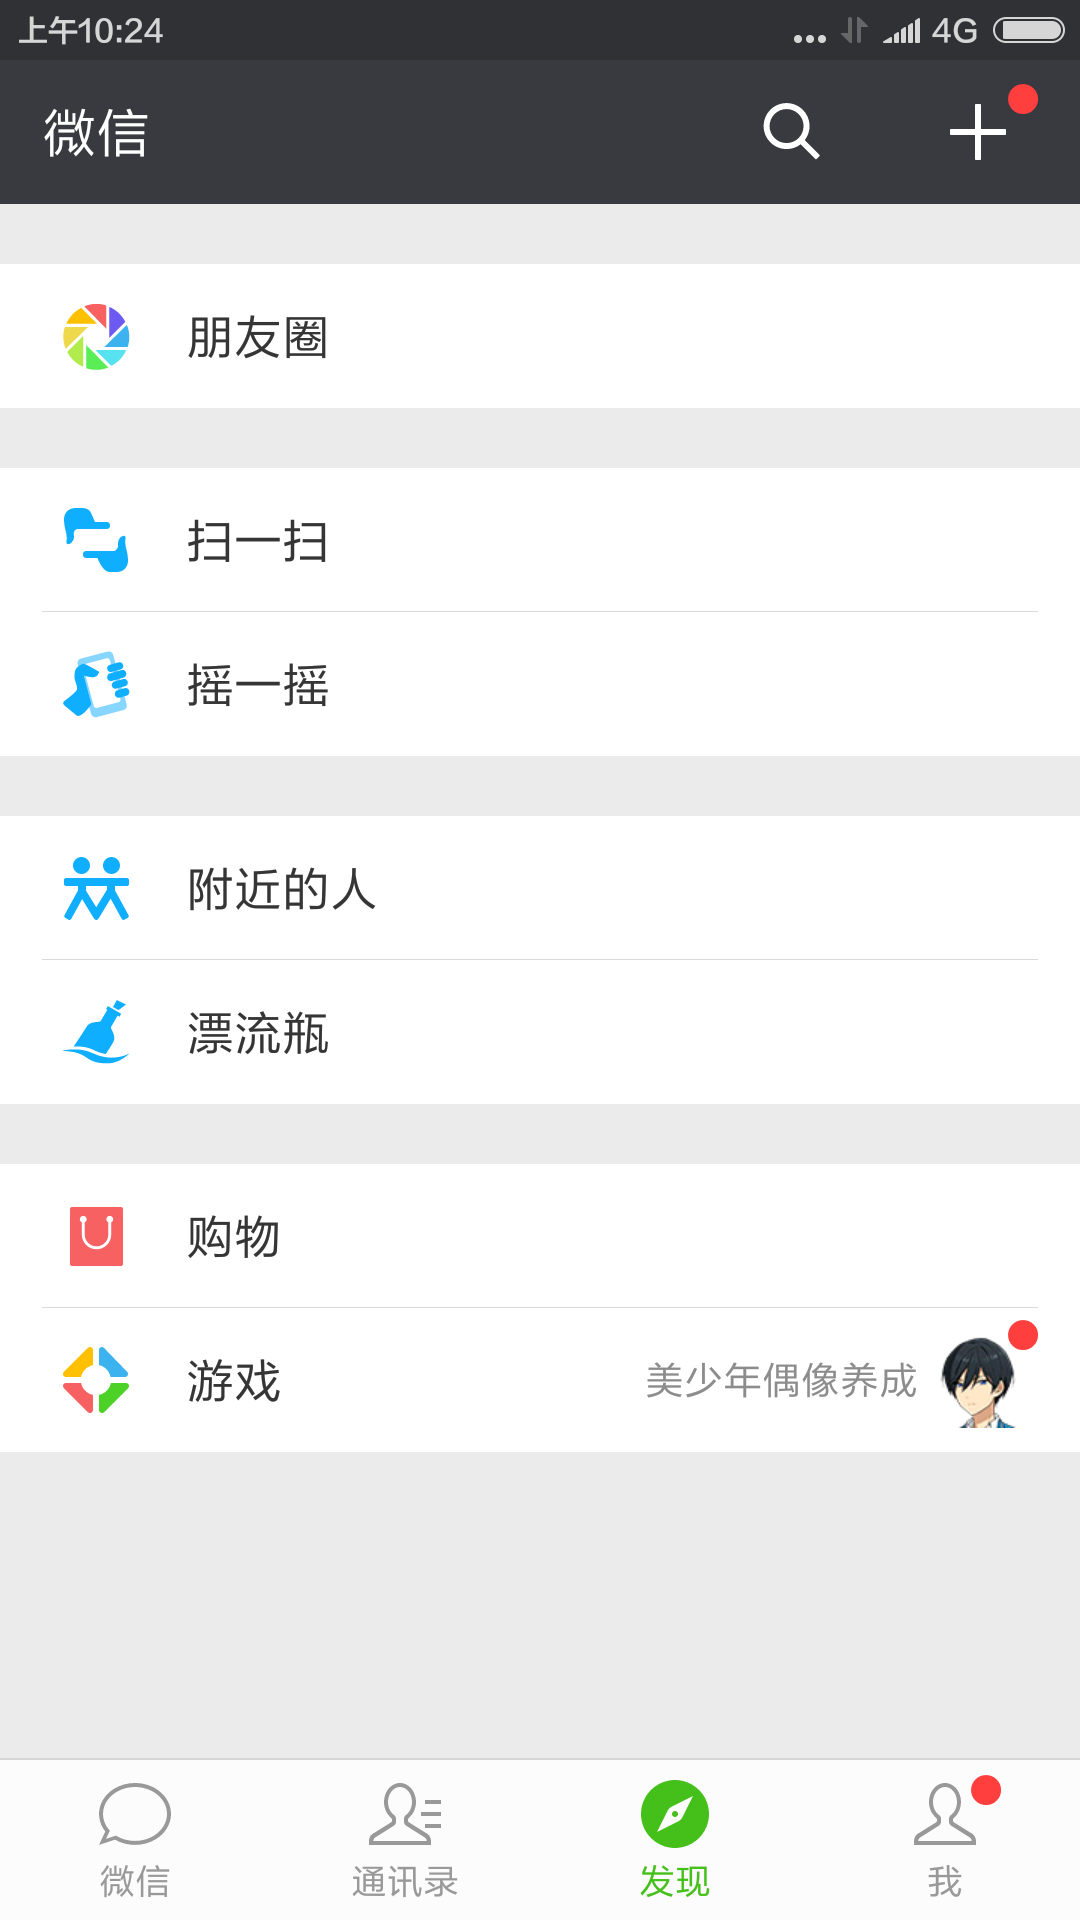 上午10:24 4G
微信
朋友圈
扫一扫
摇一摇
附近的人
漂流瓶
购物
游戏 美少年偶像养成
微信 通讯录 发现 我